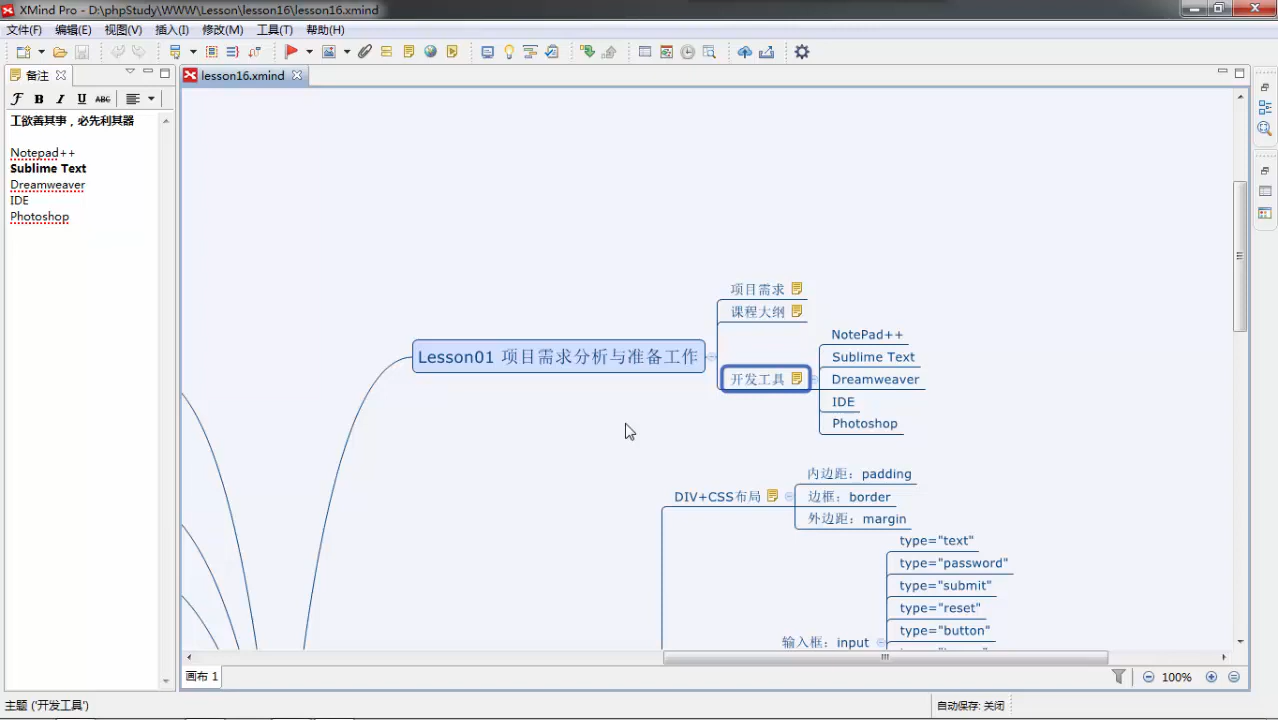 XMind Pro - D:\phpStudy\WWW\Lesson\lesson16\lesson16.xmind
文件(F) 编辑(E) 视图(V) 插入(I) 修改(M) 工具(T) 帮助(H)
备注
lesson16.xmind
F B I U ABC
工欲善其事，必先利其器
Notepad++
Sublime Text
Dreamweaver
IDE
Photoshop
Lesson01 项目需求分析与准备工作
项目需求
课程大纲
开发工具
NotePad++
Sublime Text
Dreamweaver
IDE
Photoshop
DIV+CSS布局
内边距：padding
边框：border
外边距：margin
输入框：input
type="text"
type="password"
type="submit"
type="reset"
type="button"
画布 1
100%
主题 ('开发工具')
自动保存: 关闭